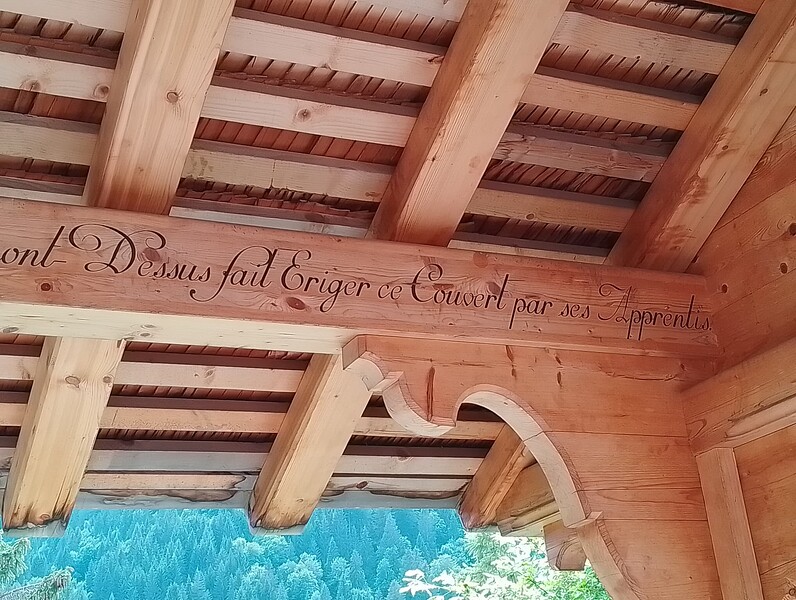 ont-Dessus fait Eriger ce Couvert par ses Apprentis.